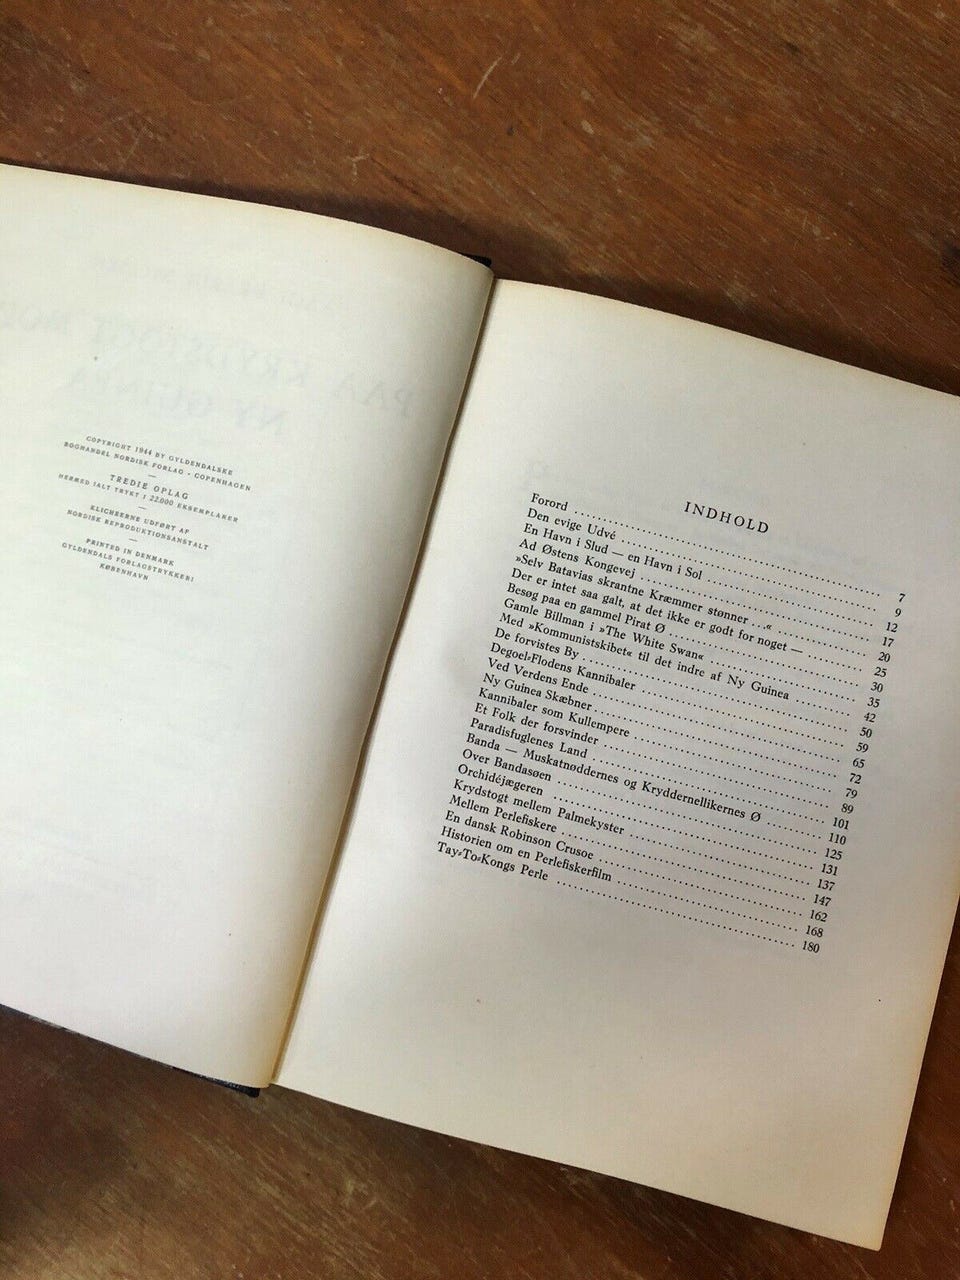 COPYRIGHT 1944 BY GYLDENDALSKE
BOGHANDEL NORDISK FORLAG · COPENHAGEN
TREDIE OPLAG
HERMED IALT TRYKT I 22.000 EKSEMPLARER
KLICHEERNE UDFØRT AF
NORDISK REPRODUKTIONSANSTALT
PRINTED IN DENMARK
GYLDENDALS FORLAGSTRYKKERI
KØBENHAVN
INDHOLD
Forord 7
Den evige Udvé 9
En Havn i Slud — en Havn i Sol 12
Ad Østens Kongevej 17
»Selv Batavias skrantne Kræmmer stønner ...« 20
Der er intet saa galt, at det ikke er godt for noget — 25
Besøg paa en gammel Pirat Ø 30
Gamle Billman i »The White Swan« 35
Med »Kommunistskibet« til det indre af Ny Guinea 42
De forvistes By 50
Degoel-Flodens Kannibaler 59
Ved Verdens Ende 65
Ny Guinea Skæbner 72
Kannibaler som Kullempere 79
Et Folk der forsvinder 89
Paradisfuglenes Land 101
Banda — Muskatnøddernes og Kryddernellikernes Ø 110
Over Bandasøen 125
Orchidéjægeren 131
Krydstogt mellem Palmekyster 137
Mellem Perlefiskere 147
En dansk Robinson Crusoe 162
Historien om en Perlefiskerfilm 168
Tay-To-Kongs Perle 180